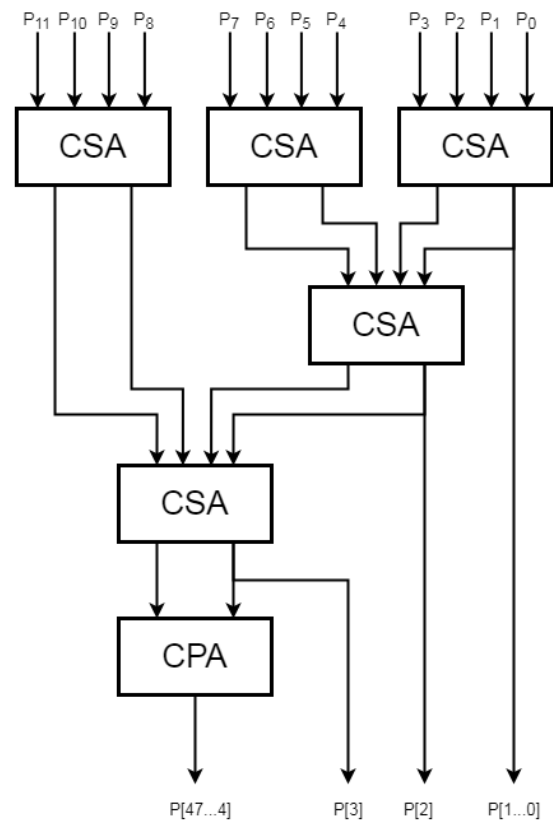 P₁₁ P₁₀ P₉ P₈ P₇ P₆ P₅ P₄ P₃ P₂ P₁ P₀
CSA CSA CSA
CSA
CSA
CPA
P[47...4] P[3] P[2] P[1...0]